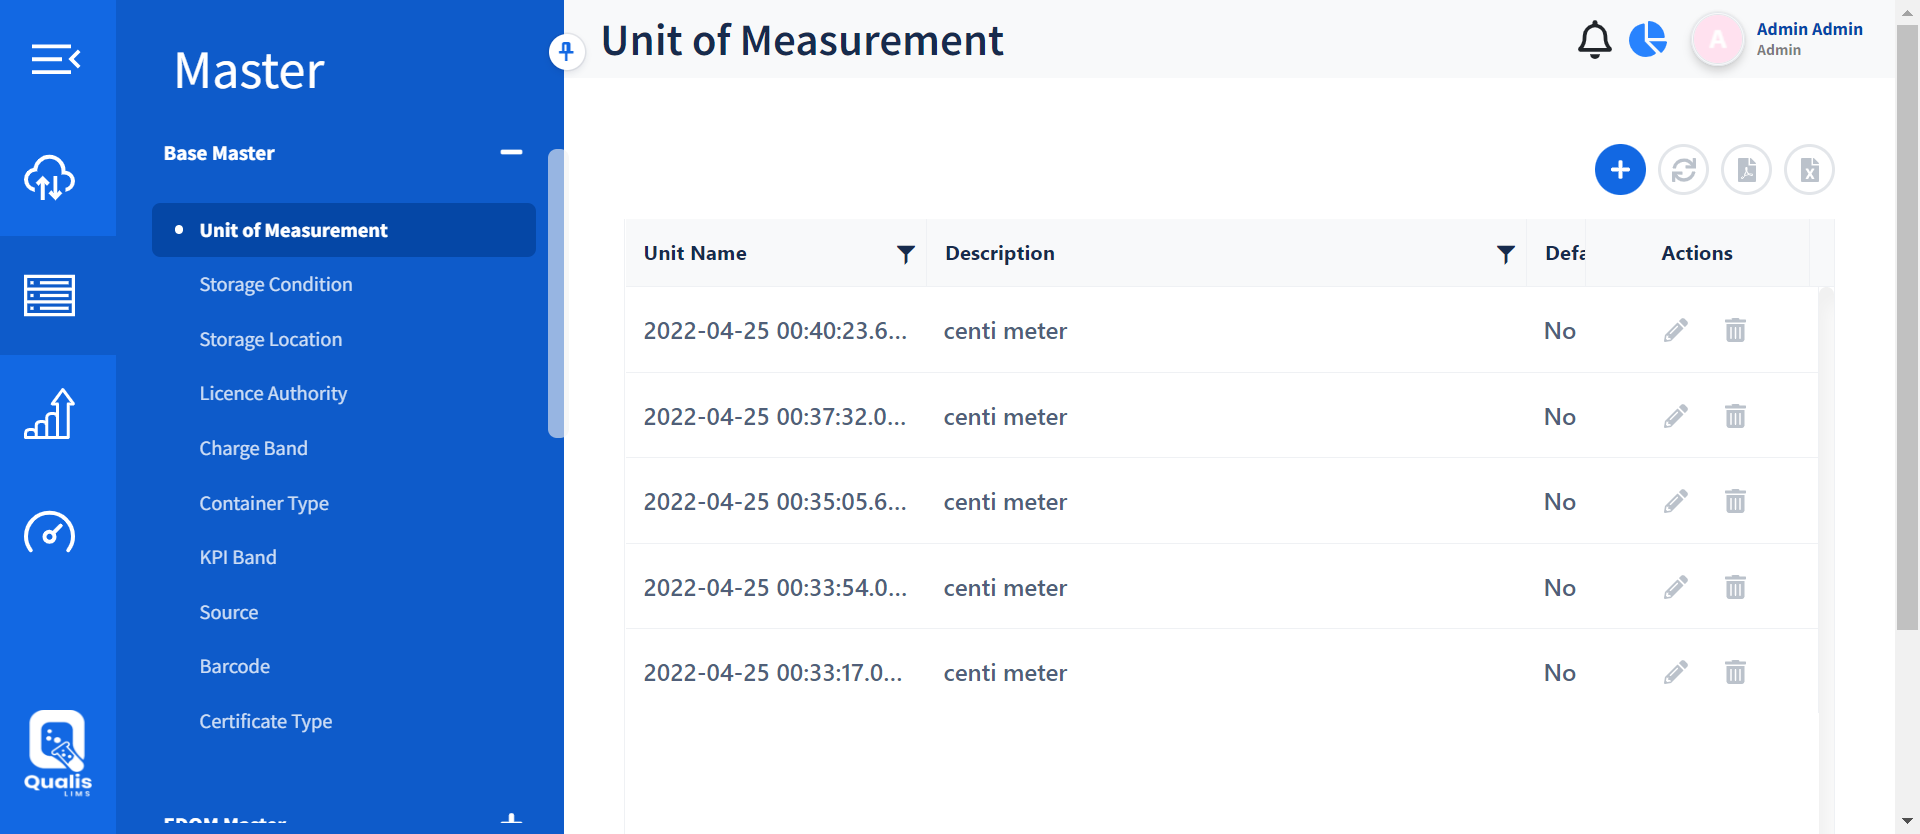 Master
Base Master
Unit of Measurement
Storage Condition
Storage Location
Licence Authority
Charge Band
Container Type
KPI Band
Source
Barcode
Certificate Type
Qualis
LIMS
Unit of Measurement
A
Admin Admin
Admin
Unit Name Description Defa Actions
2022-04-25 00:40:23.6... centi meter No
2022-04-25 00:37:32.0... centi meter No
2022-04-25 00:35:05.6... centi meter No
2022-04-25 00:33:54.0... centi meter No
2022-04-25 00:33:17.0... centi meter No